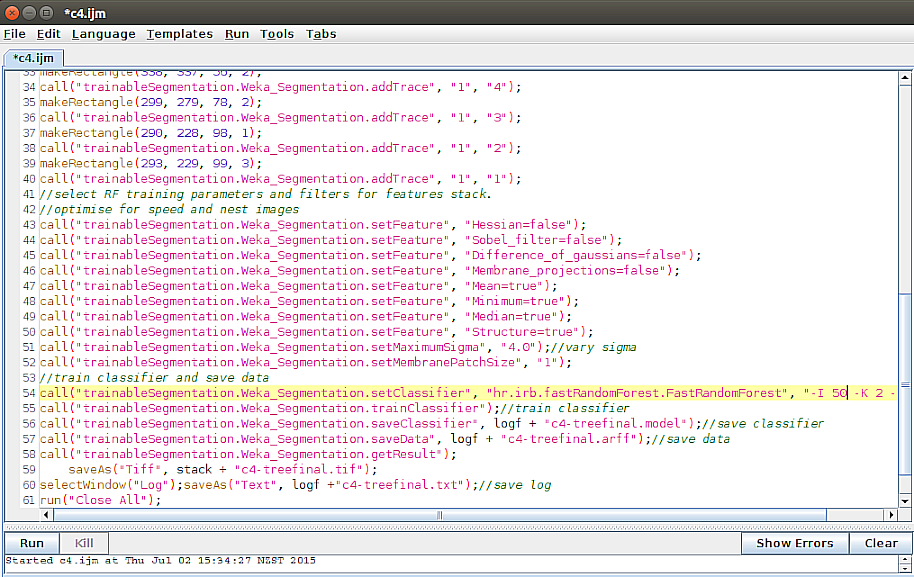 *c4.ijm
File Edit Language Templates Run Tools Tabs
*c4.ijm
33 makeRectangle(338, 337, 56, 2);
34 call("trainableSegmentation.Weka_Segmentation.addTrace", "1", "4");
35 makeRectangle(299, 279, 78, 2);
36 call("trainableSegmentation.Weka_Segmentation.addTrace", "1", "3");
37 makeRectangle(290, 228, 98, 1);
38 call("trainableSegmentation.Weka_Segmentation.addTrace", "1", "2");
39 makeRectangle(293, 229, 99, 3);
40 call("trainableSegmentation.Weka_Segmentation.addTrace", "1", "1");
41 //select RF training parameters and filters for features stack.
42 //optimise for speed and nest images
43 call("trainableSegmentation.Weka_Segmentation.setFeature", "Hessian=false");
44 call("trainableSegmentation.Weka_Segmentation.setFeature", "Sobel_filter=false");
45 call("trainableSegmentation.Weka_Segmentation.setFeature", "Difference_of_gaussians=false");
46 call("trainableSegmentation.Weka_Segmentation.setFeature", "Membrane_projections=false");
47 call("trainableSegmentation.Weka_Segmentation.setFeature", "Mean=true");
48 call("trainableSegmentation.Weka_Segmentation.setFeature", "Minimum=true");
49 call("trainableSegmentation.Weka_Segmentation.setFeature", "Median=true");
50 call("trainableSegmentation.Weka_Segmentation.setFeature", "Structure=true");
51 call("trainableSegmentation.Weka_Segmentation.setMaximumSigma", "4.0");//vary sigma
52 call("trainableSegmentation.Weka_Segmentation.setMembranePatchSize", "1");
53 //train classifier and save data
54 call("trainableSegmentation.Weka_Segmentation.setClassifier", "hr.irb.fastRandomForest.FastRandomForest", "-I 50 -K 2 -
55 call("trainableSegmentation.Weka_Segmentation.trainClassifier");//train classifier
56 call("trainableSegmentation.Weka_Segmentation.saveClassifier", logf + "c4-treefinal.model");//save classifier
57 call("trainableSegmentation.Weka_Segmentation.saveData", logf + "c4-treefinal.arff");//save data
58 call("trainableSegmentation.Weka_Segmentation.getResult");
59 saveAs("Tiff", stack + "c4-treefinal.tif");
60 selectWindow("Log");saveAs("Text", logf +"c4-treefinal.txt");//save log
61 run("Close All");
Run Kill Show Errors Clear
Started c4.ijm at Thu Jul 02 15:34:27 NZST 2015